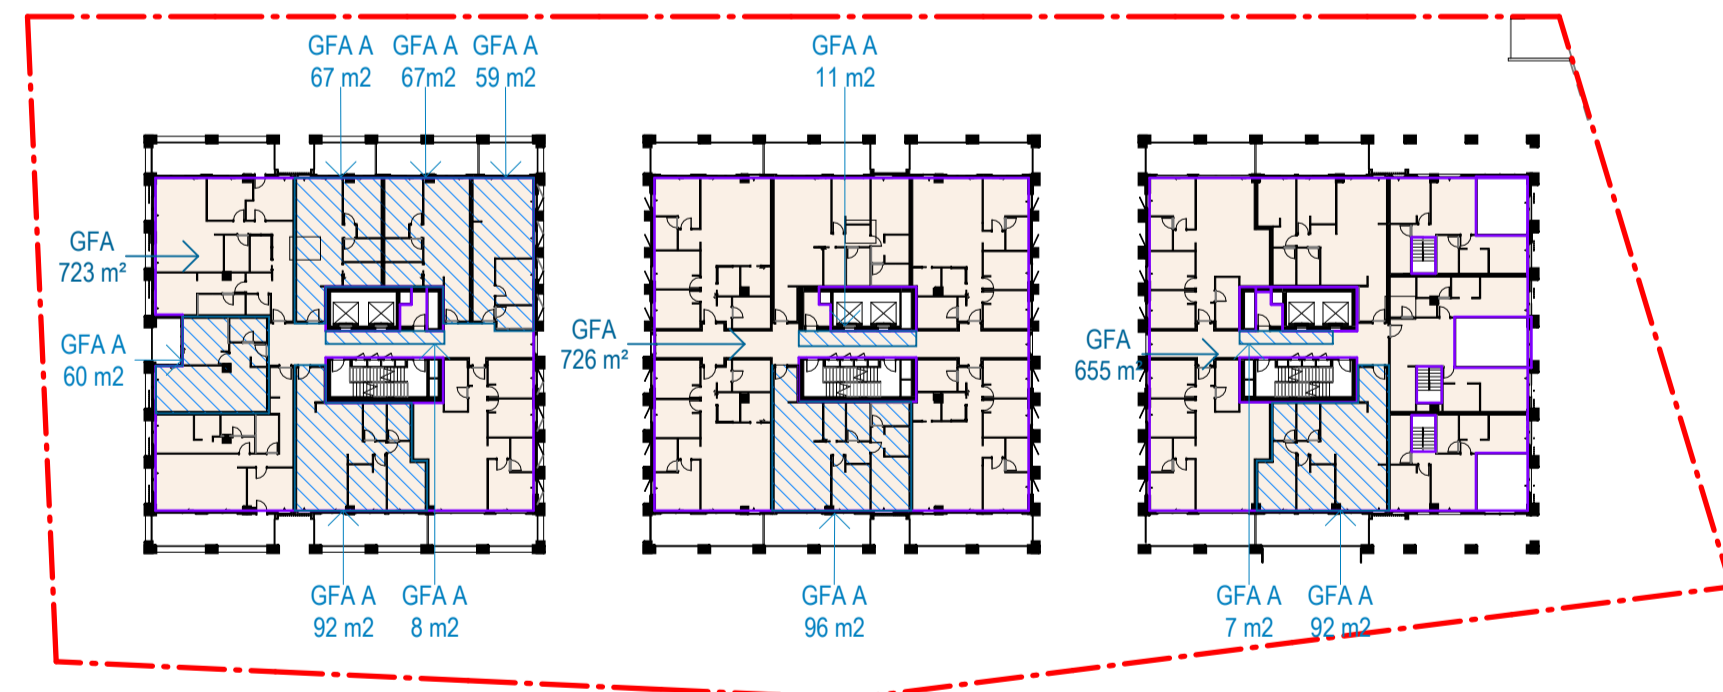 GFA A
67 m2
GFA A
67m2
GFA A
59 m2
GFA A
11 m2
GFA
723 m²
GFA A
60 m2
GFA
726 m²
GFA
655 m²
GFA A
92 m2
GFA A
8 m2
GFA A
96 m2
GFA A
7 m2
GFA A
92 m2